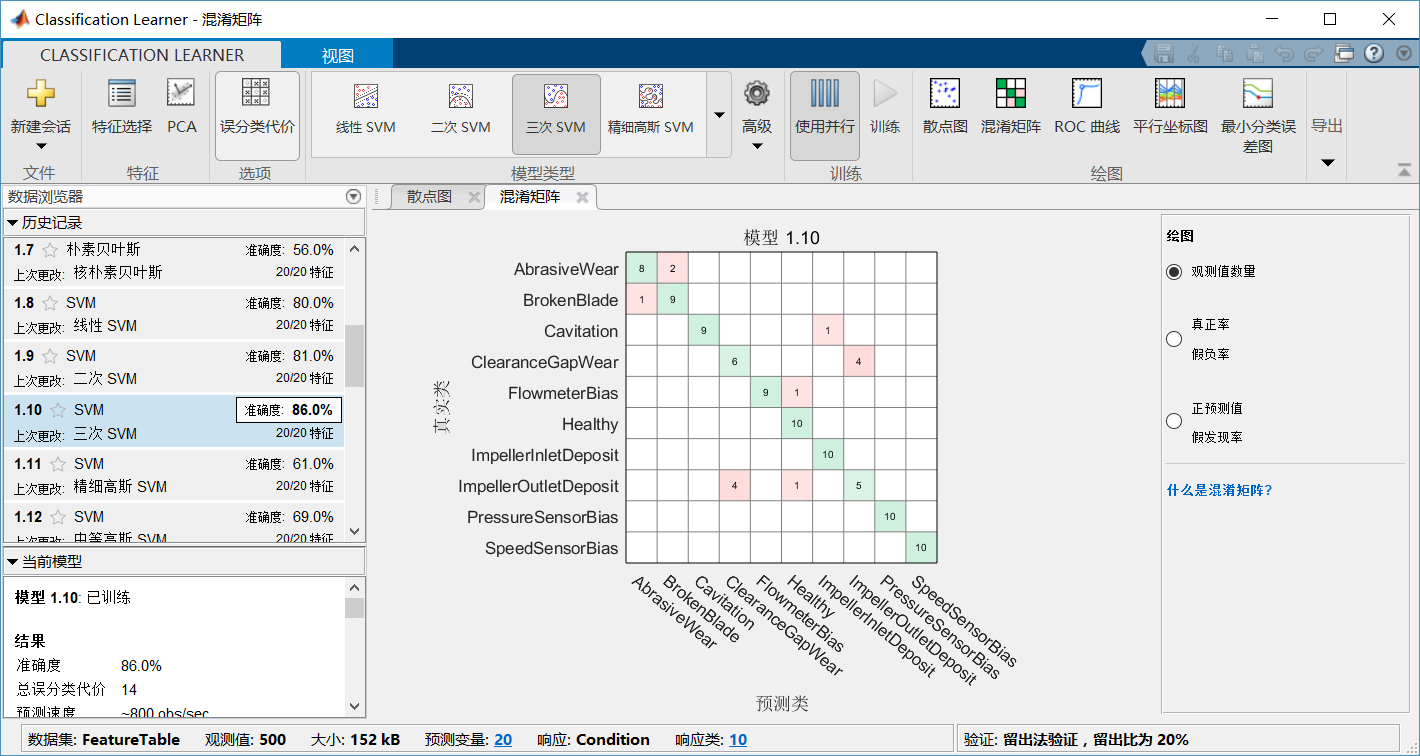 Classification Learner - 混淆矩阵
CLASSIFICATION LEARNER
视图
新建会话
特征选择
PCA
误分类代价
线性 SVM
二次 SVM
三次 SVM
精细高斯 SVM
高级
使用并行
训练
散点图
混淆矩阵
ROC 曲线
平行坐标图
最小分类误
差图
导出
文件
特征
选项
模型类型
训练
绘图
数据浏览器
历史记录
1.7 朴素贝叶斯 准确度: 56.0%
上次更改: 核朴素贝叶斯 20/20 特征
1.8 SVM 准确度: 80.0%
上次更改: 线性 SVM 20/20 特征
1.9 SVM 准确度: 81.0%
上次更改: 二次 SVM 20/20 特征
1.10 SVM 准确度: 86.0%
上次更改: 三次 SVM 20/20 特征
1.11 SVM 准确度: 61.0%
上次更改: 精细高斯 SVM 20/20 特征
1.12 SVM 准确度: 69.0%
上次更改: 中等高斯 SVM 20/20 特征
当前模型
模型 1.10: 已训练
结果
准确度 86.0%
总误分类代价 14
预测速度 ~800 obs/sec
散点图
混淆矩阵
模型 1.10
真实类
AbrasiveWear 8 2
BrokenBlade 1 9
Cavitation 9 1
ClearanceGapWear 6 4
FlowmeterBias 9 1
Healthy 10
ImpellerInletDeposit 10
ImpellerOutletDeposit 4 1 5
PressureSensorBias 10
SpeedSensorBias 10
AbrasiveWear
BrokenBlade
Cavitation
ClearanceGapWear
FlowmeterBias
Healthy
ImpellerInletDeposit
ImpellerOutletDeposit
PressureSensorBias
SpeedSensorBias
预测类
绘图
观测值数量
真正率
假负率
正预测值
假发现率
什么是混淆矩阵?
数据集: FeatureTable 观测值: 500 大小: 152 kB 预测变量: 20 响应: Condition 响应类: 10
验证: 留出法验证，留出比为 20%